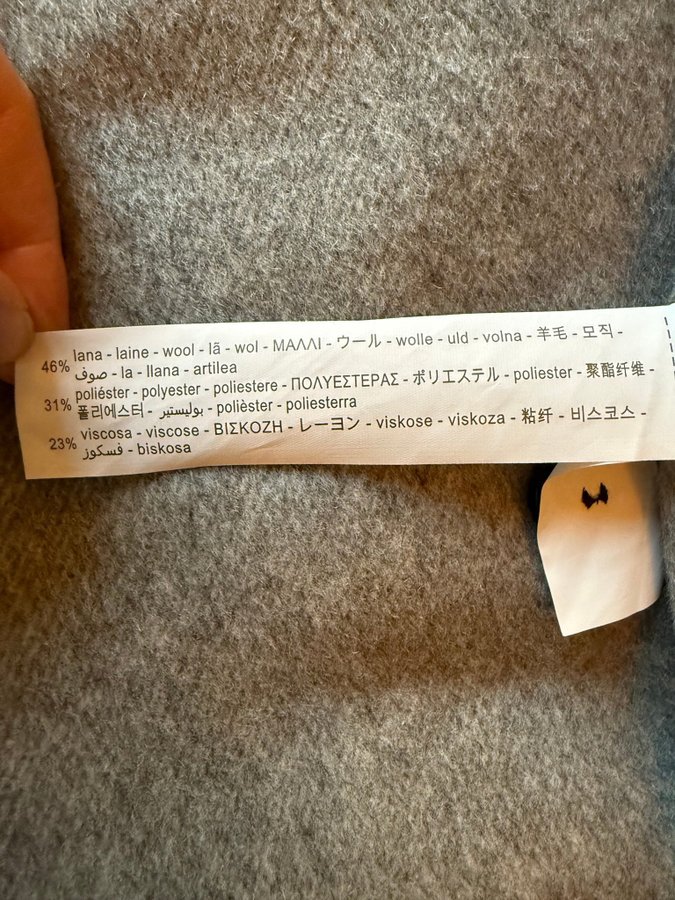 46% lana - laine - wool - lã - wol - ΜΑΛΛΙ - ウール - wolle - uld - volna - 羊毛 - 모직 -
صوف - la - llana - artilea
31% poliéster - polyester - poliestere - ΠΟΛΥΕΣΤΕΡΑΣ - ポリエステル - poliester - 聚酯纤维 -
폴리에스터 - بوليستير - polièster - poliesterra
23% viscosa - viscose - ΒΙΣΚΟΖΗ - レーヨン - viskose - viskoza - 粘纤 - 비스코스 -
فسكوز - biskosa